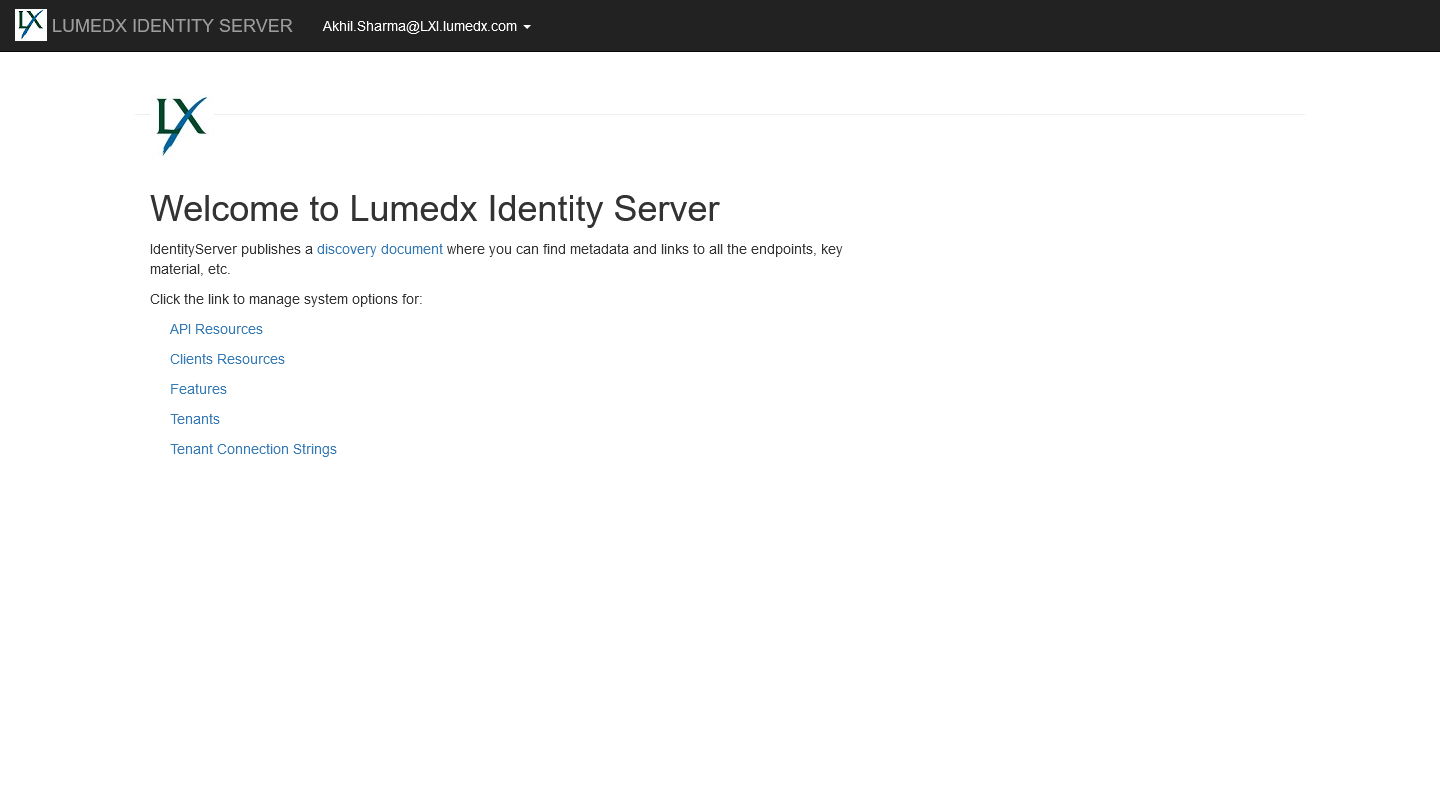 LX LUMEDX IDENTITY SERVER Akhil.Sharma@LXI.lumedx.com
LX
Welcome to Lumedx Identity Server
IdentityServer publishes a discovery document where you can find metadata and links to all the endpoints, key
material, etc.
Click the link to manage system options for:
API Resources
Clients Resources
Features
Tenants
Tenant Connection Strings